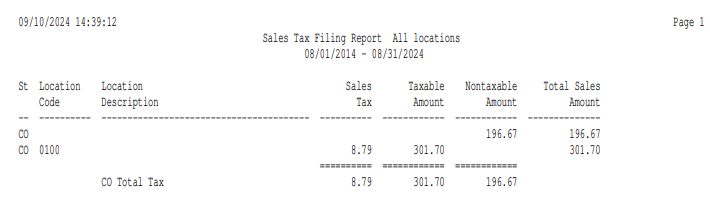 09/10/2024 14:39:12 Page 1
Sales Tax Filing Report All locations
08/01/2014 - 08/31/2024
St Location Location Sales Taxable Nontaxable Total Sales
Code Description Tax Amount Amount Amount
CO 196.67 196.67
CO 0100 8.79 301.70 301.70
CO Total Tax 8.79 301.70 196.67